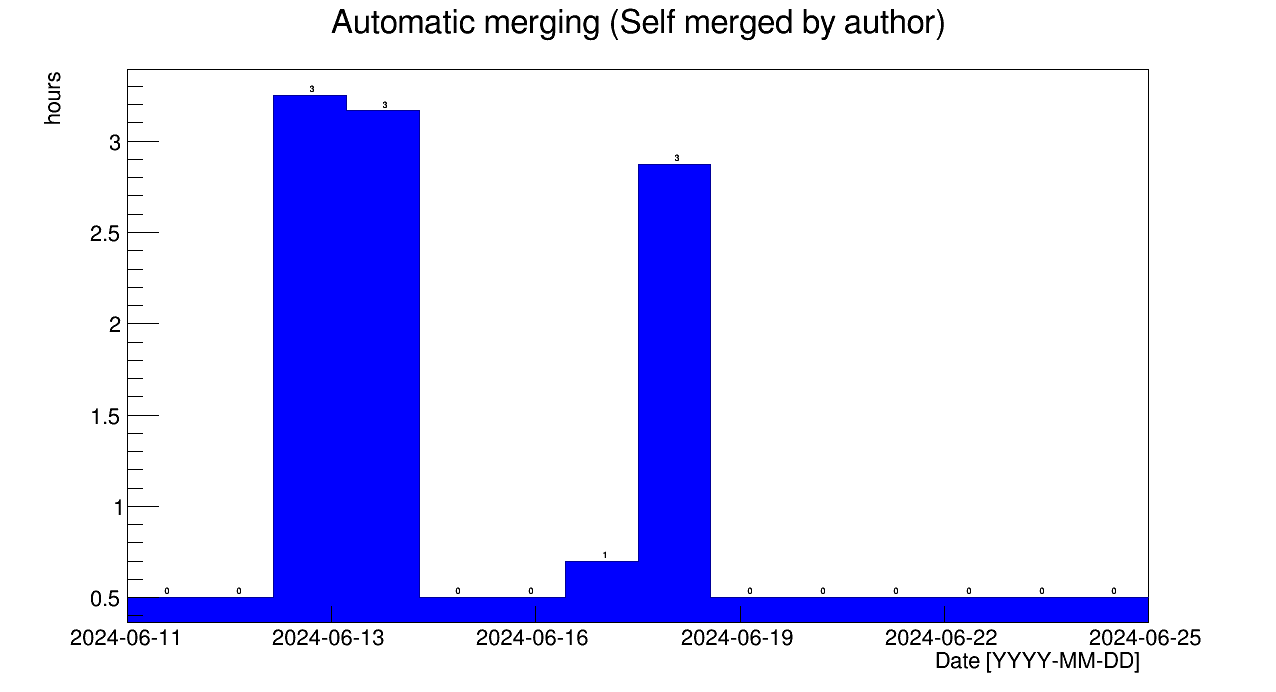 Automatic merging (Self merged by author)
hours
3
2.5
2
1.5
1
0.5
0 0 3 3 0 0 1 3 0 0 0 0 0 0
2024-06-11 2024-06-13 2024-06-16 2024-06-19 2024-06-22 2024-06-25
Date [YYYY-MM-DD]